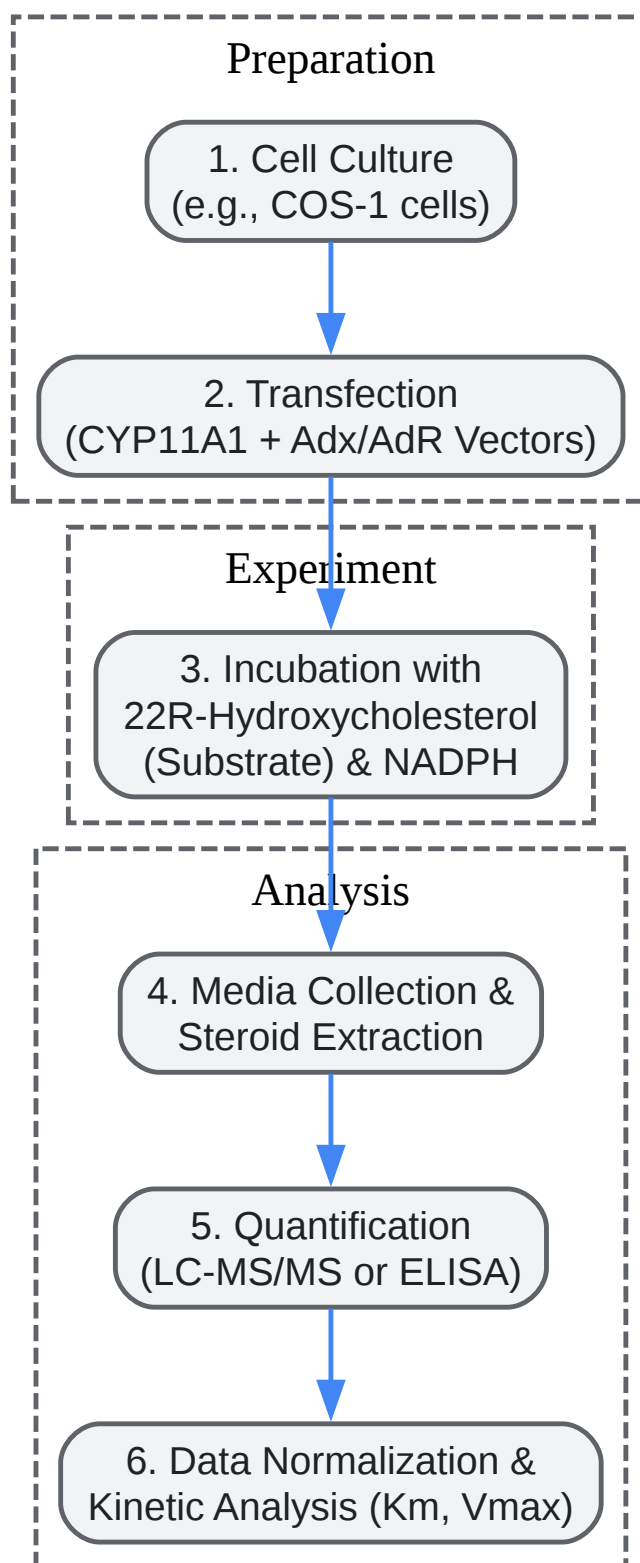 Preparation
1. Cell Culture
(e.g., COS-1 cells)
2. Transfection
(CYP11A1 + Adx/AdR Vectors)
Experiment
3. Incubation with
22R-Hydroxycholesterol
(Substrate) & NADPH
Analysis
4. Media Collection &
Steroid Extraction
5. Quantification
(LC-MS/MS or ELISA)
6. Data Normalization &
Kinetic Analysis (Km, Vmax)